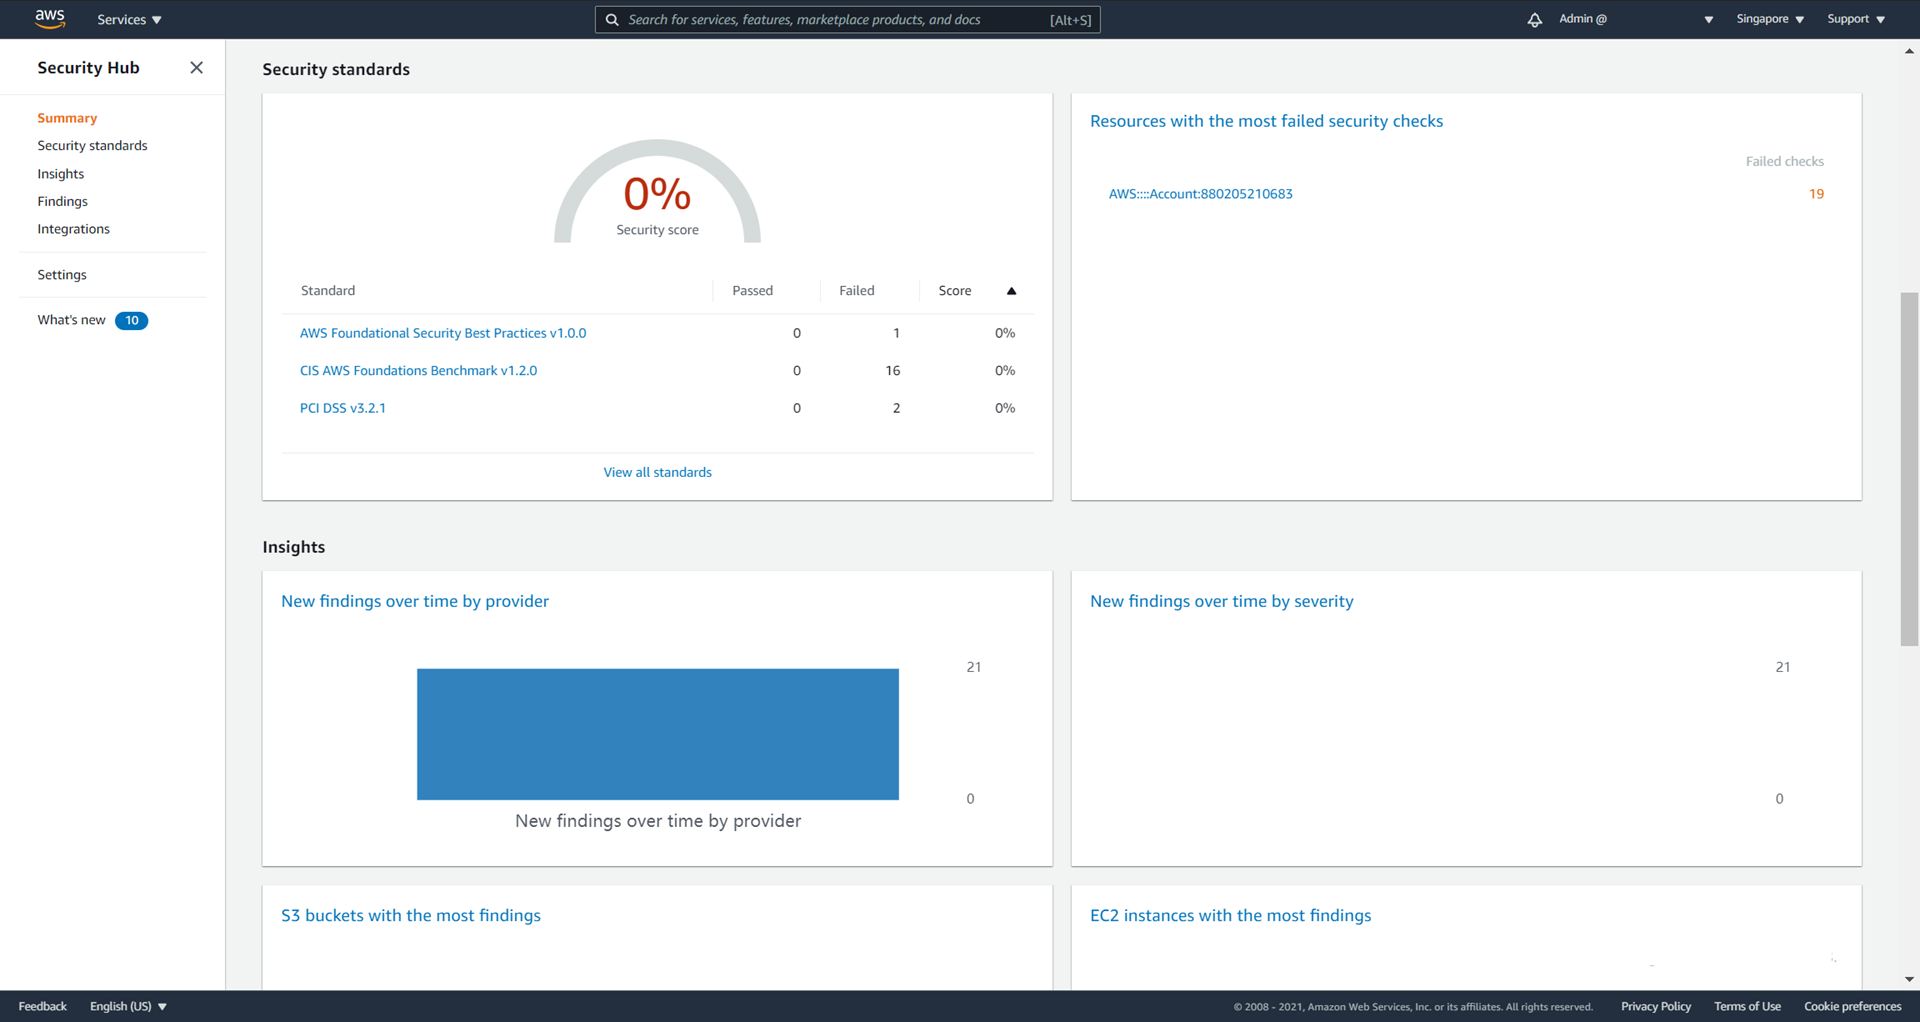 aws
Services
Search for services, features, marketplace products, and docs
[Alt+S]
Admin @
Singapore
Support
Security Hub
Summary
Security standards
Insights
Findings
Integrations
Settings
What's new 10
Security standards
0%
Security score
Standard Passed Failed Score
AWS Foundational Security Best Practices v1.0.0 0 1 0%
CIS AWS Foundations Benchmark v1.2.0 0 16 0%
PCI DSS v3.2.1 0 2 0%
View all standards
Resources with the most failed security checks
Failed checks
AWS::::Account:880205210683 19
Insights
New findings over time by provider
21
0
New findings over time by provider
New findings over time by severity
21
0
S3 buckets with the most findings
EC2 instances with the most findings
Feedback
English (US)
© 2008 - 2021, Amazon Web Services, Inc. or its affiliates. All rights reserved.
Privacy Policy
Terms of Use
Cookie preferences